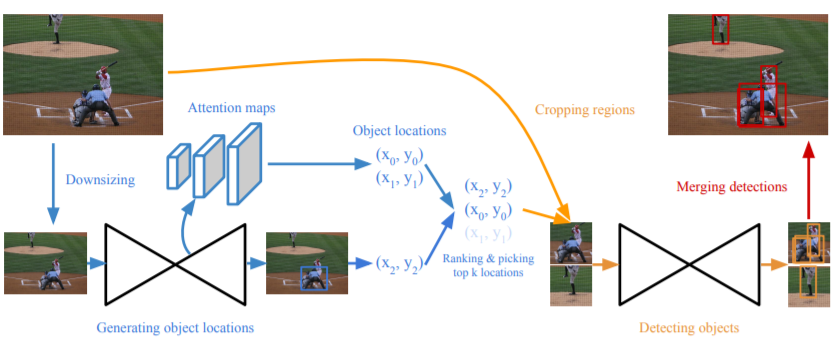 Attention maps
Object locations
Cropping regions
Downsizing
(x0, y0)
(x1, y1)
(x2, y2)
(x0, y0)
(x1, y1)
(x2, y2)
Ranking & picking
top k locations
Merging detections
Generating object locations
Detecting objects